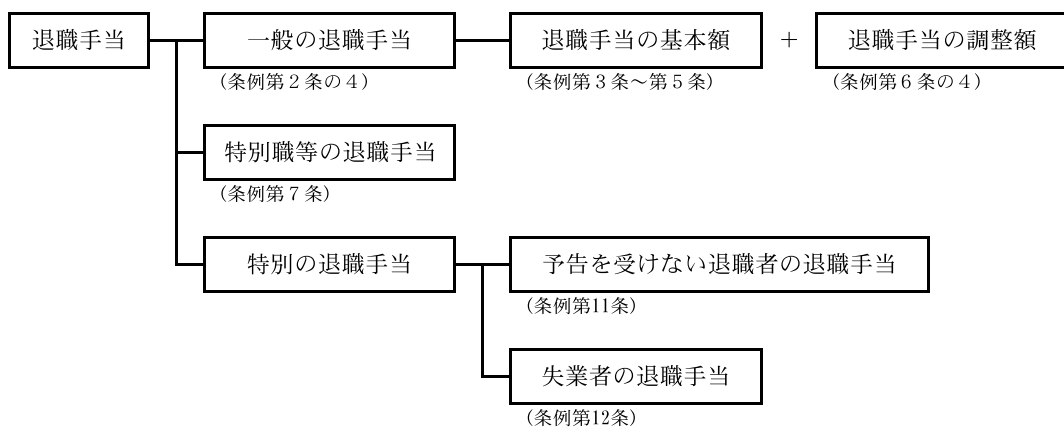 退職手当 一般の退職手当 退職手当の基本額 ＋ 退職手当の調整額
（条例第２条の４） （条例第３条～第５条） （条例第６条の４）
特別職等の退職手当
（条例第７条）
特別の退職手当 予告を受けない退職者の退職手当
（条例第11条）
失業者の退職手当
（条例第12条）